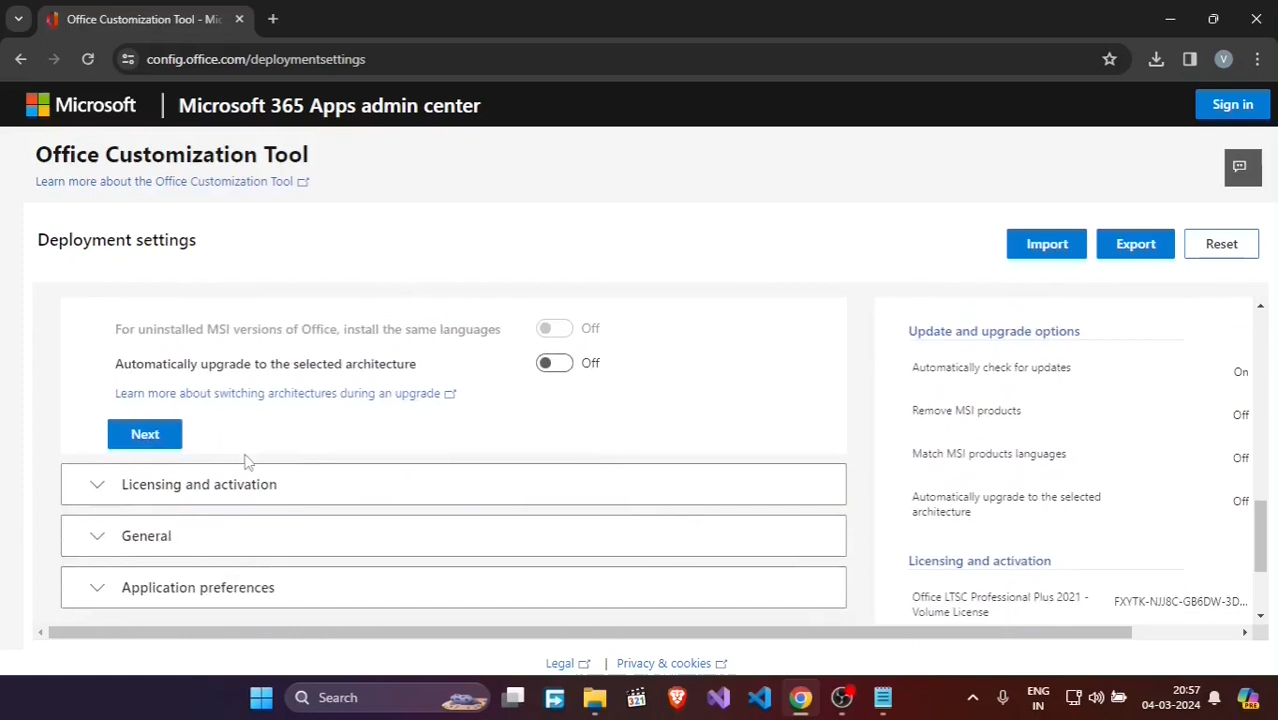 Office Customization Tool - Mic
config.office.com/deploymentsettings
V
Microsoft
Microsoft 365 Apps admin center
Sign in
Office Customization Tool
Learn more about the Office Customization Tool
Deployment settings
Import
Export
Reset
For uninstalled MSI versions of Office, install the same languages
Off
Automatically upgrade to the selected architecture
Off
Learn more about switching architectures during an upgrade
Next
Licensing and activation
General
Application preferences
Update and upgrade options
Automatically check for updates
On
Remove MSI products
Off
Match MSI products languages
Off
Automatically upgrade to the selected
architecture
Off
Licensing and activation
Office LTSC Professional Plus 2021 -
Volume License
FXYTK-NJJ8C-GB6DW-3D...
Legal
|
Privacy & cookies
Search
321
ENG
IN
20:57
04-03-2024
PRE